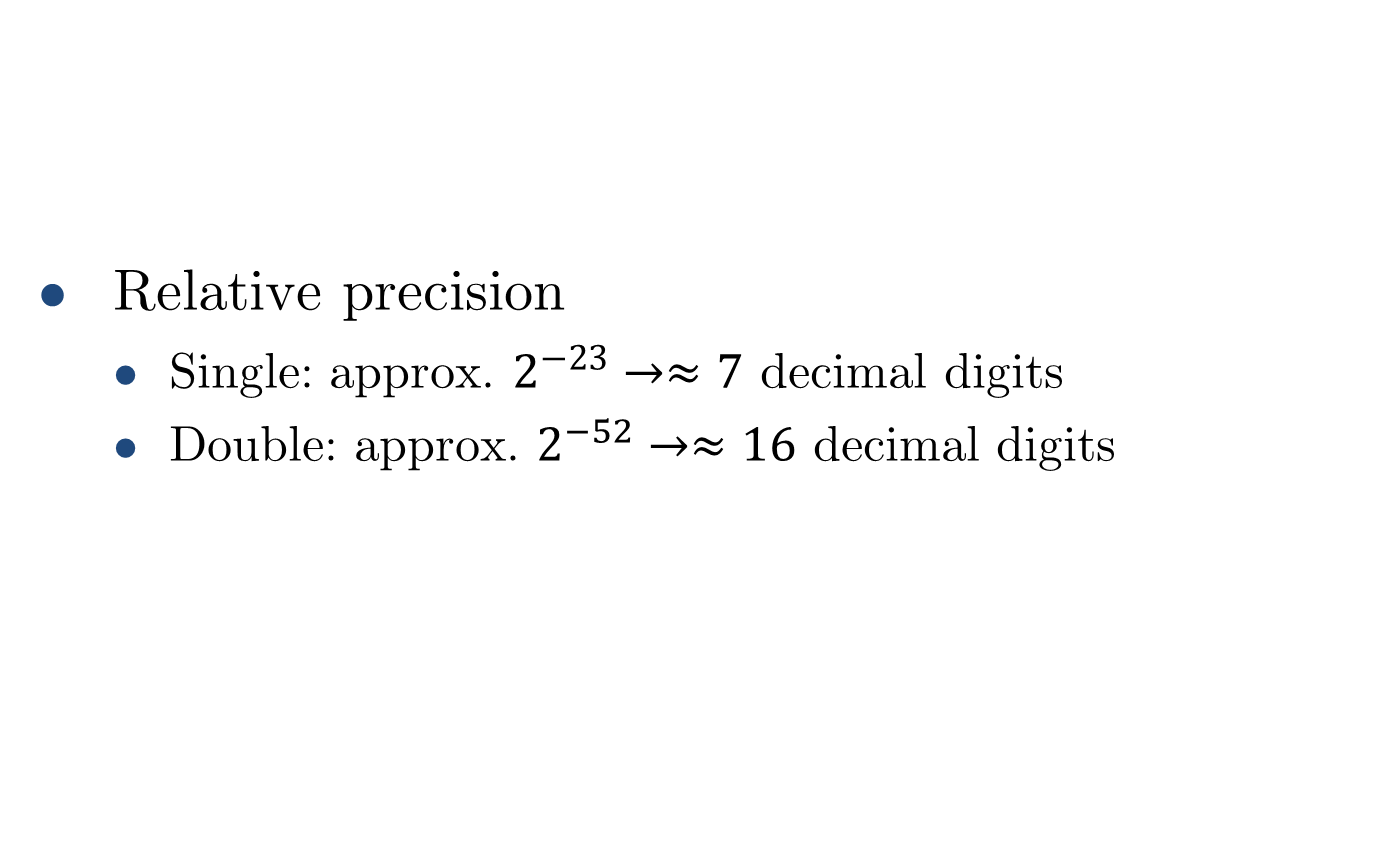 • Relative precision
• Single: approx. 2⁻²³ →≈ 7 decimal digits
• Double: approx. 2⁻⁵² →≈ 16 decimal digits